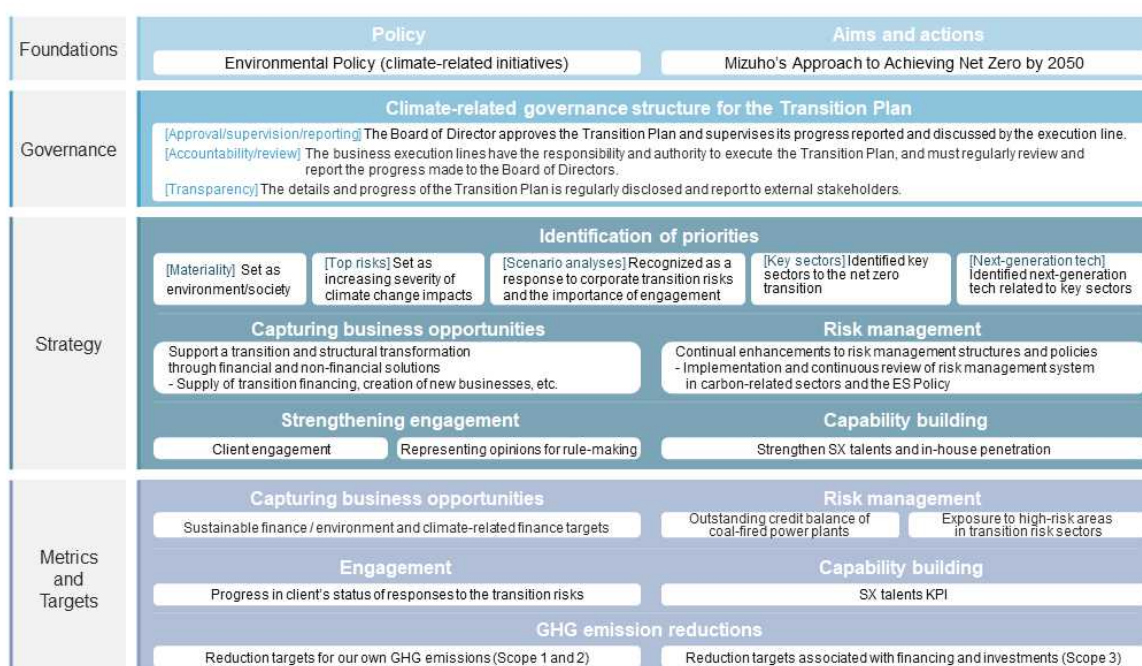 Foundations
Policy
Aims and actions
Environmental Policy (climate-related initiatives)
Mizuho's Approach to Achieving Net Zero by 2050
Governance
Climate-related governance structure for the Transition Plan
[Approval/supervision/reporting] The Board of Director approves the Transition Plan and supervises its progress reported and discussed by the execution line.
[Accountability/review] The business execution lines have the responsibility and authority to execute the Transition Plan, and must regularly review and
report the progress made to the Board of Directors.
[Transparency] The details and progress of the Transition Plan is regularly disclosed and report to external stakeholders.
Strategy
Identification of priorities
[Materiality] Set as
environment/society
[Top risks] Set as
increasing severity of
climate change impacts
[Scenario analyses] Recognized as a
response to corporate transition risks
and the importance of engagement
[Key sectors] Identified key
sectors to the net zero
transition
[Next-generation tech]
Identified next-generation
tech related to key sectors
Capturing business opportunities
Support a transition and structural transformation
through financial and non-financial solutions
- Supply of transition financing, creation of new businesses, etc.
Risk management
Continual enhancements to risk management structures and policies
- Implementation and continuous review of risk management system
in carbon-related sectors and the ES Policy
Strengthening engagement
Client engagement
Representing opinions for rule-making
Capability building
Strengthen SX talents and in-house penetration
Metrics
and
Targets
Capturing business opportunities
Sustainable finance / environment and climate-related finance targets
Risk management
Outstanding credit balance of
coal-fired power plants
Exposure to high-risk areas
in transition risk sectors
Engagement
Progress in client's status of responses to the transition risks
Capability building
SX talents KPI
GHG emission reductions
Reduction targets for our own GHG emissions (Scope 1 and 2)
Reduction targets associated with financing and investments (Scope 3)